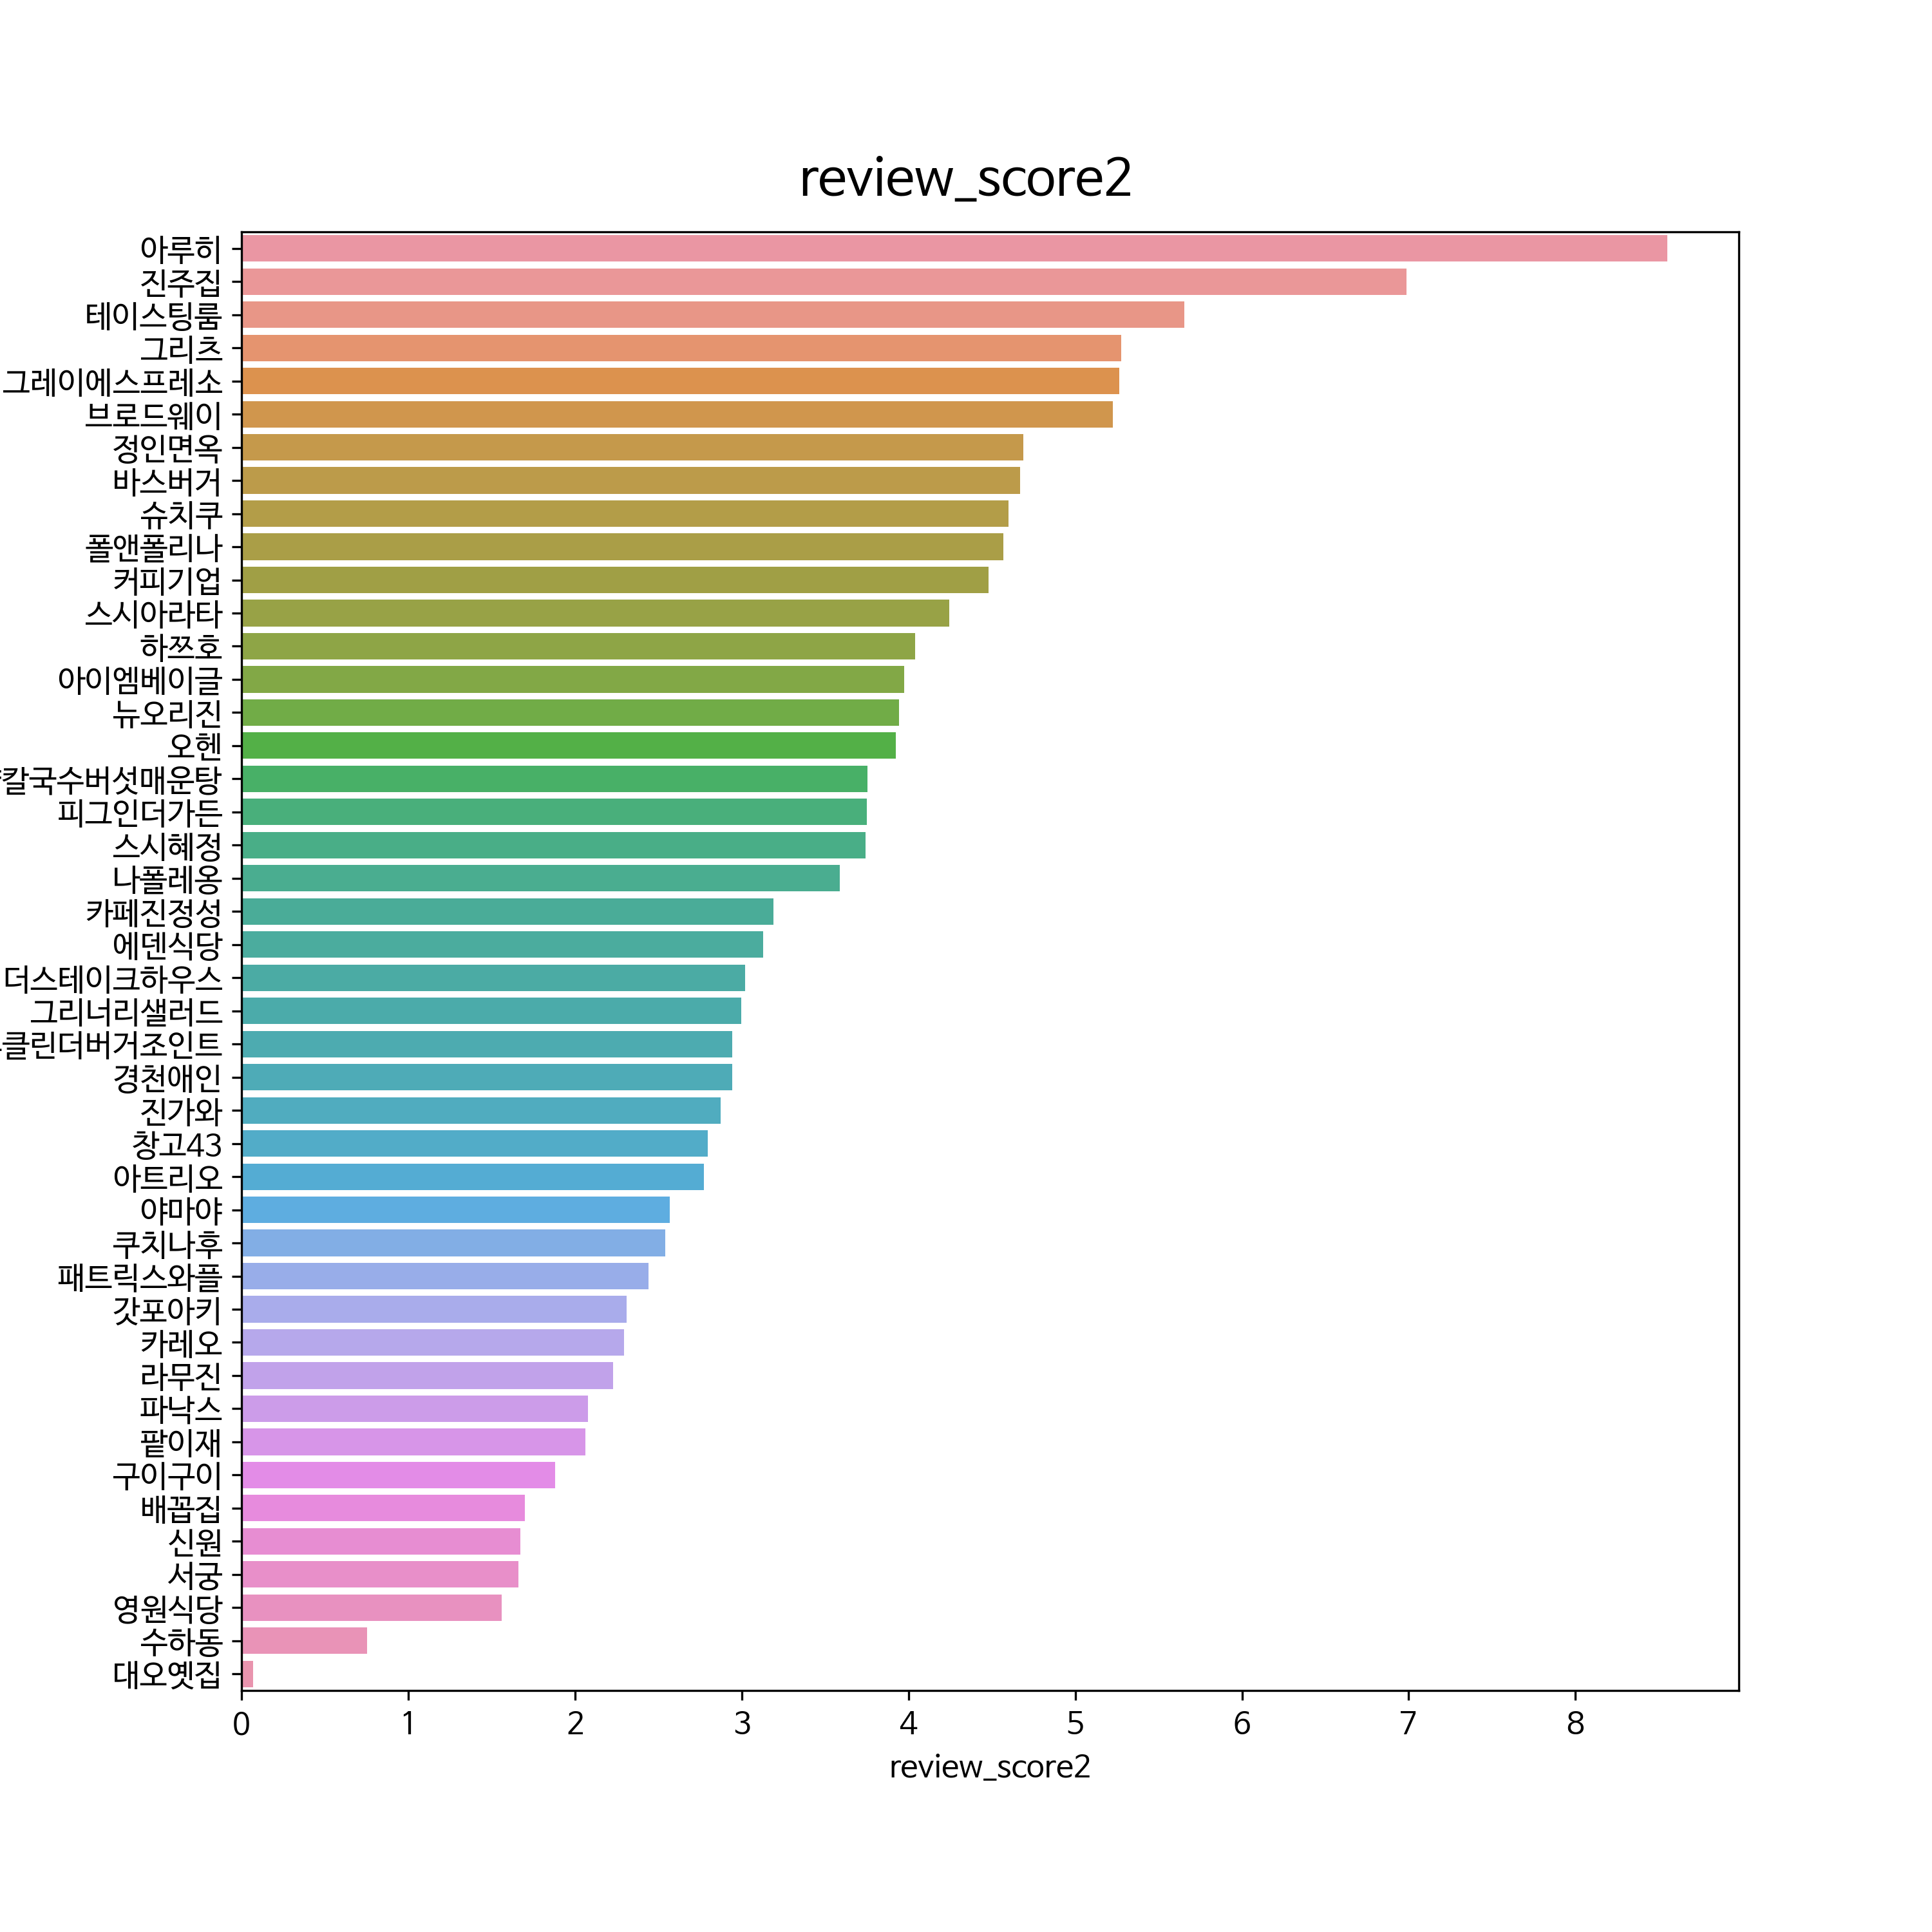 review_score2
아루히
진주집
테이스팅룸
그리츠
그레이에스프레소
브로드웨이
정인면옥
바스버거
슈치쿠
폴앤폴리나
커피기업
스시아라타
하쯔호
아이엠베이글
뉴오리진
오헨
칼국수버섯매운탕
피그인더가든
스시혜정
나폴레옹
카페진정성
에덴식당
더스테이크하우스
그리너리샐러드
클린더버거조인트
경천애인
진가와
창고43
아트리오
야마야
쿠치나후
패트릭스와플
갓포아키
카레오
라무진
파낙스
팥이재
구이구이
배꼽집
신원
서궁
영원식당
수하동
대오옛집
0 1 2 3 4 5 6 7 8
review_score2